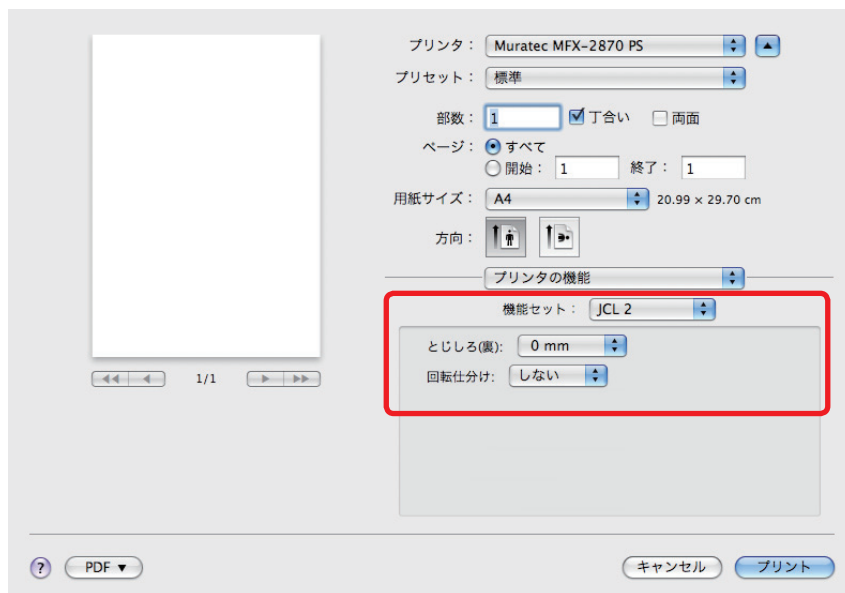 プリンタ： Muratec MFX-2870 PS
プリセット： 標準
部数： 1 丁合い 両面
ページ： すべて
開始： 1 終了： 1
用紙サイズ： A4 20.99 × 29.70 cm
方向：
プリンタの機能
機能セット： JCL 2
とじしろ(裏): 0 mm
回転仕分け: しない
1/1
? PDF ▼ キャンセル プリント